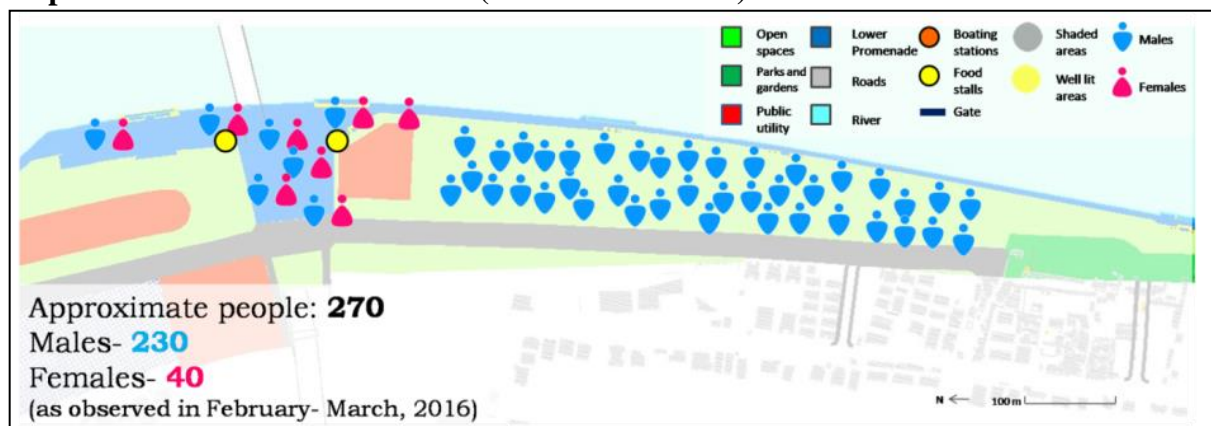 Open spaces
Lower Promenade
Boating stations
Shaded areas
Males
Parks and gardens
Roads
Food stalls
Well lit areas
Females
Public utility
River
Gate
Approximate people: 270
Males- 230
Females- 40
(as observed in February- March, 2016)
N
100 m